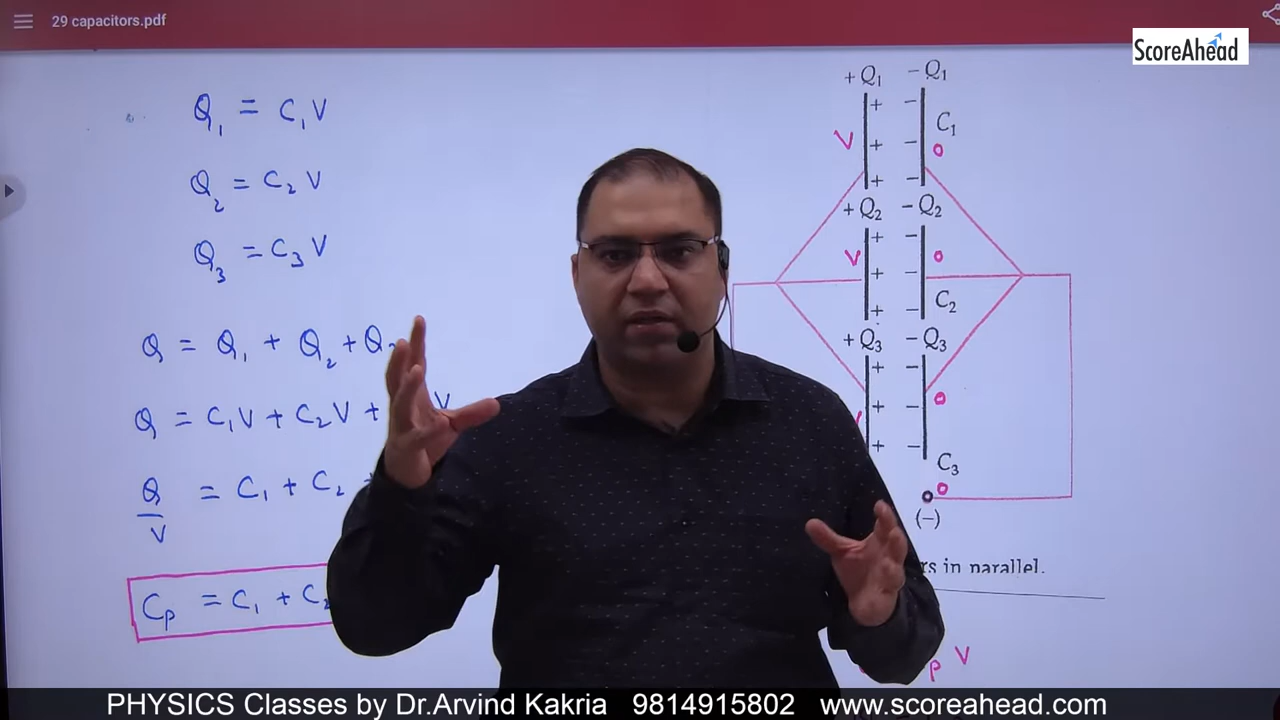 29 capacitors.pdf
ScoreAhead
Q₁ = C₁V
Q₂ = C₂V
Q₃ = C₃V
Q = Q₁ + Q₂ + Q
Q = C₁V + C₂V + V
Q/V = C₁ + C₂
Cp = C₁ + C₂
+Q₁ -Q₁
+ -
C₁
V + - o
+ -
+Q₂ -Q₂
+ -
V + - o
+ - C₂
+Q₃ -Q₃
+ -
V + - o
+ -
C₃
o
(–)
rs in parallel.
p V
PHYSICS Classes by Dr.Arvind Kakria 9814915802 www.scoreahead.com